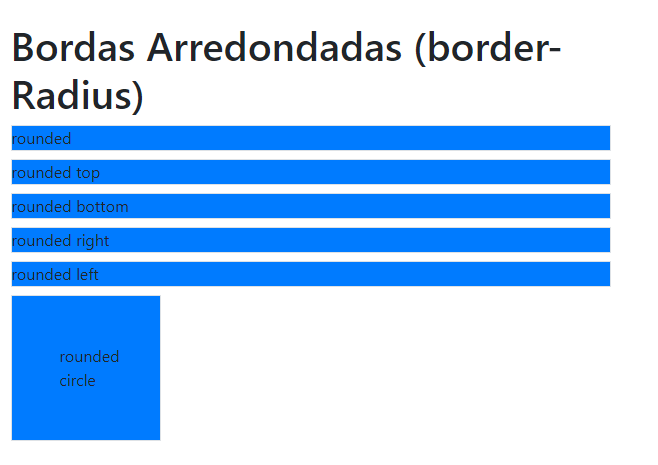 Bordas Arredondadas (border-
Radius)
rounded
rounded top
rounded bottom
rounded right
rounded left
rounded
circle